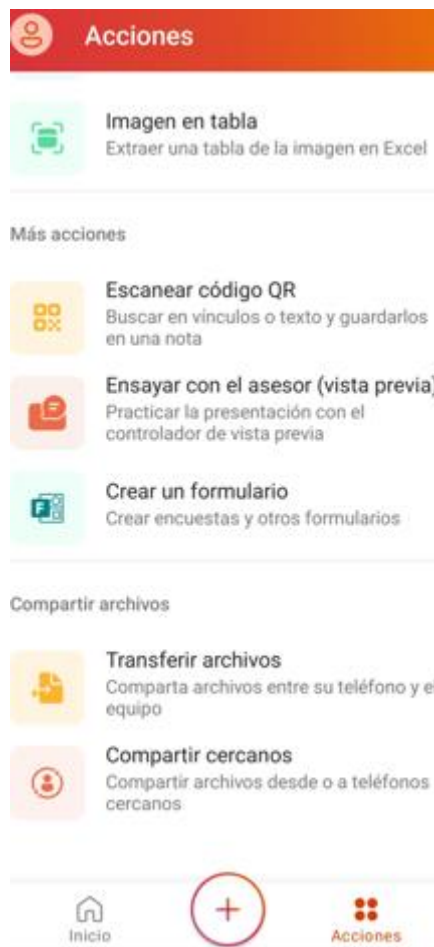 Acciones
Imagen en tabla
Extraer una tabla de la imagen en Excel
Más acciones
Escanear código QR
Buscar en vínculos o texto y guardarlos
en una nota
Ensayar con el asesor (vista previa)
Practicar la presentación con el
controlador de vista previa
Crear un formulario
Crear encuestas y otros formularios
Compartir archivos
Transferir archivos
Comparta archivos entre su teléfono y el
equipo
Compartir cercanos
Compartir archivos desde o a teléfonos
cercanos
Inicio
Acciones